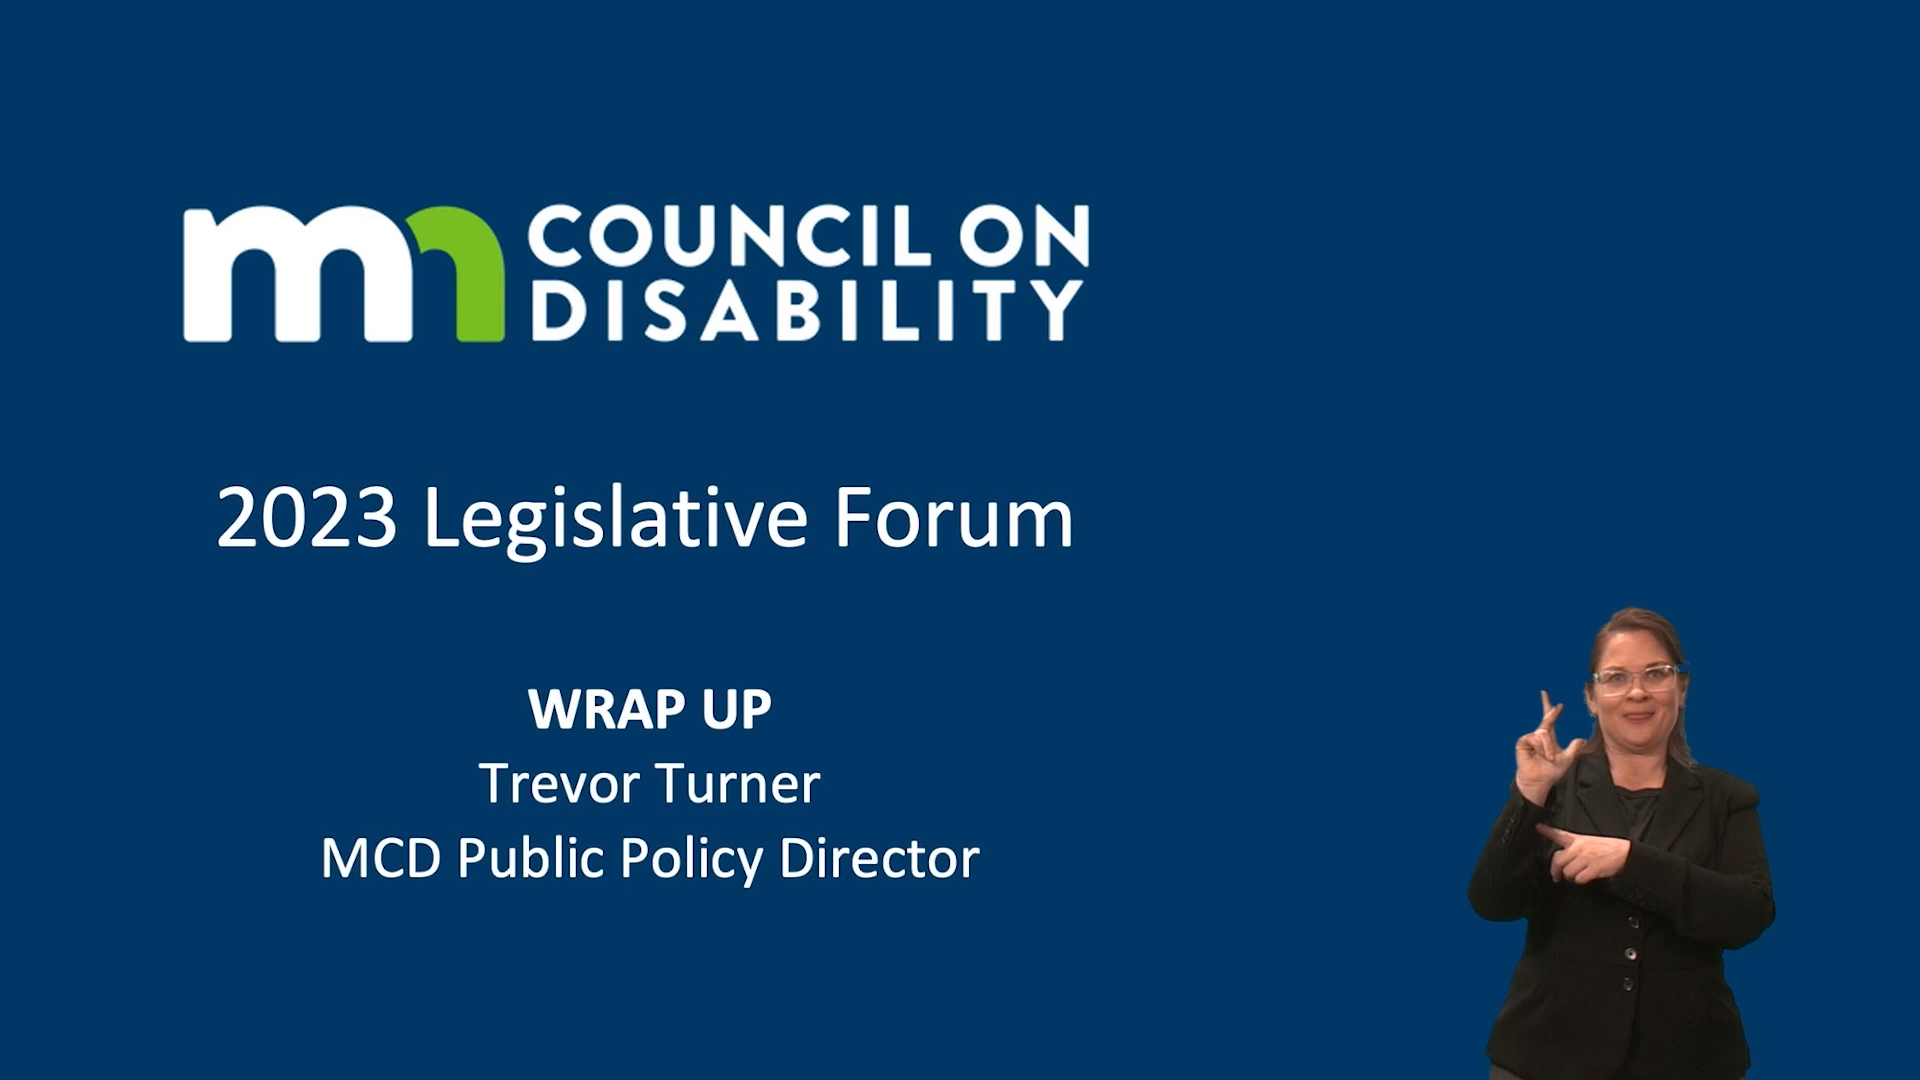 mn COUNCIL ON
DISABILITY
2023 Legislative Forum
WRAP UP
Trevor Turner
MCD Public Policy Director